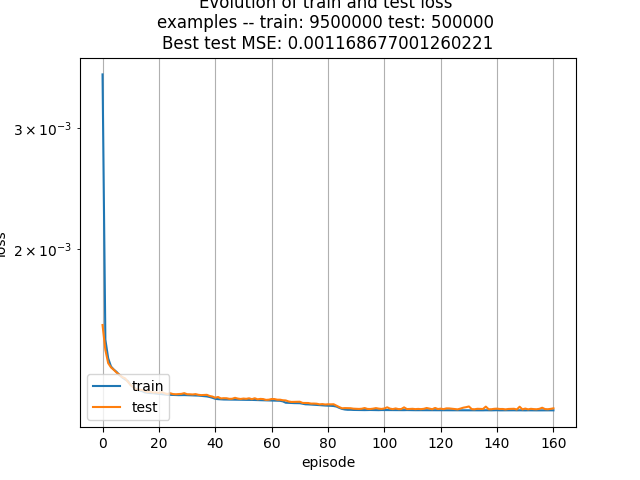 Evolution of train and test loss
examples -- train: 9500000 test: 500000
Best test MSE: 0.001168677001260221
3 × 10⁻³
2 × 10⁻³
loss
train
test
0 20 40 60 80 100 120 140 160
episode